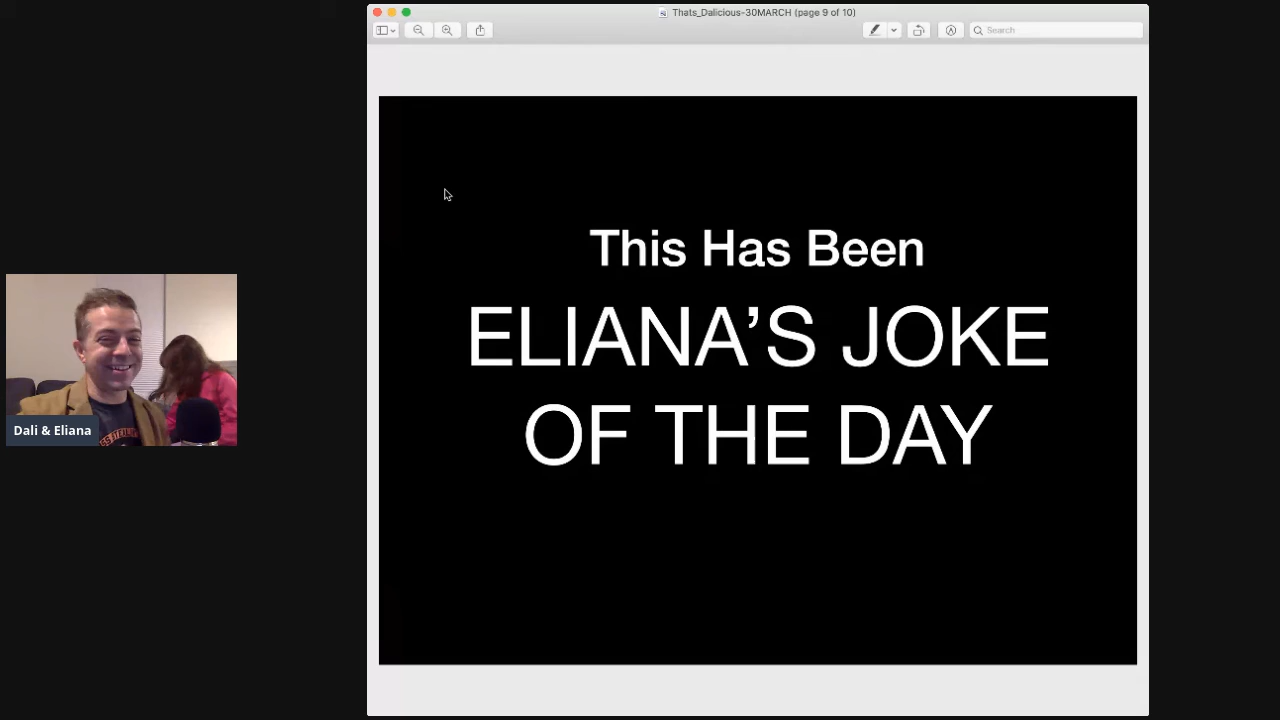 Thats_Dalicious-30MARCH (page 9 of 10)
Search
This Has Been
ELIANA’S JOKE
OF THE DAY
Dali & Eliana